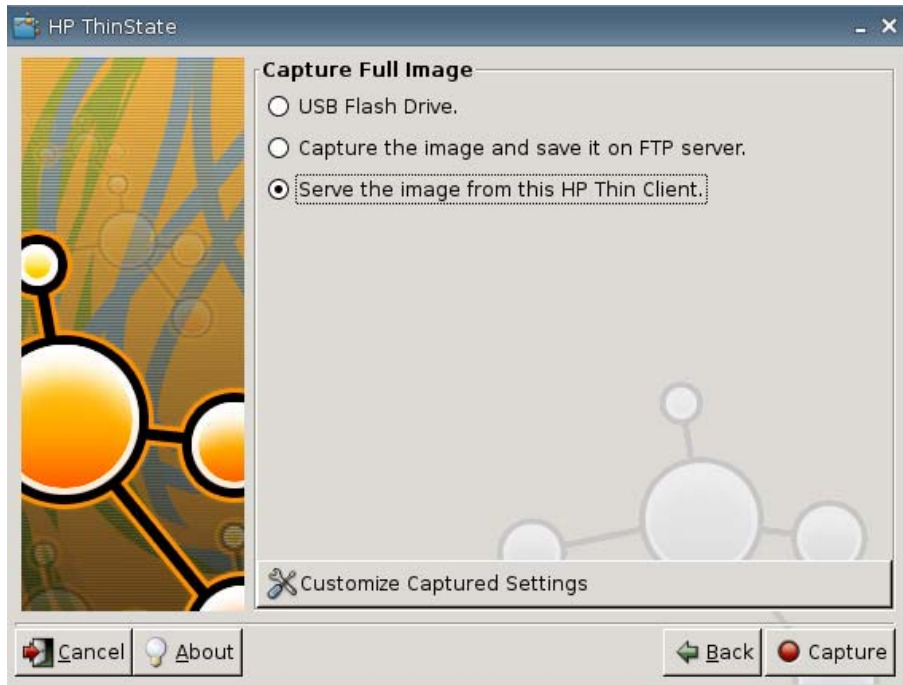 HP ThinState
Capture Full Image
USB Flash Drive.
Capture the image and save it on FTP server.
Serve the image from this HP Thin Client.
Customize Captured Settings
Cancel
About
Back
Capture